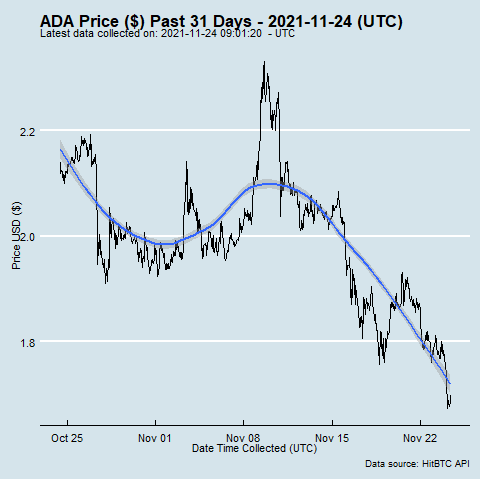 ADA Price ($) Past 31 Days - 2021-11-24 (UTC)
Latest data collected on: 2021-11-24 09:01:20 - UTC
2.2
2.0
1.8
Price USD ($)
Oct 25 Nov 01 Nov 08 Nov 15 Nov 22
Date Time Collected (UTC)
Data source: HitBTC API